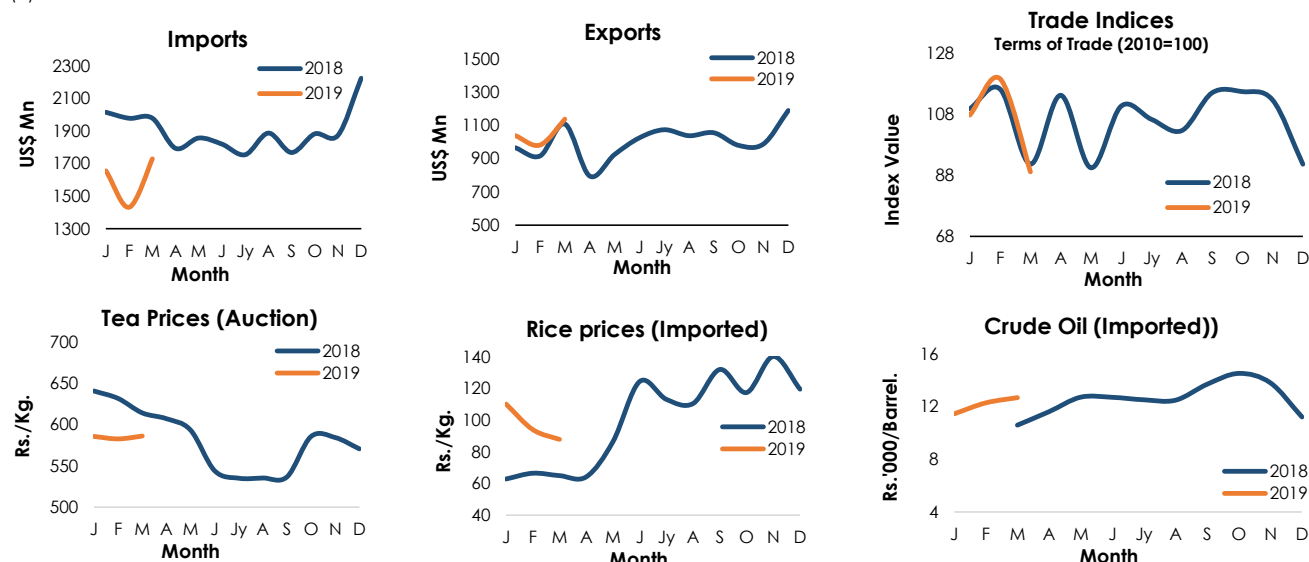 Imports
2300
2100
1900
1700
1500
1300
US$ Mn
2018
2019
J F M A M J Jy A S O N D
Month
Exports
1500
1300
1100
900
700
500
US$ Mn
2018
2019
J F M A M J Jy A S O N D
Month
Trade Indices
Terms of Trade (2010=100)
128
108
88
68
Index Value
2018
2019
J F M A M J Jy A S O N D
Month
Tea Prices (Auction)
700
650
600
550
500
Rs./Kg.
2018
2019
J F M A M J Jy A S O N D
Month
Rice prices (Imported)
140
120
100
80
60
40
Rs./Kg.
2018
2019
J F M A M J Jy A S O N D
Month
Crude Oil (Imported))
16
12
8
4
Rs.'000/Barrel.
2018
2019
J F M A M J Jy A S O N D
Month